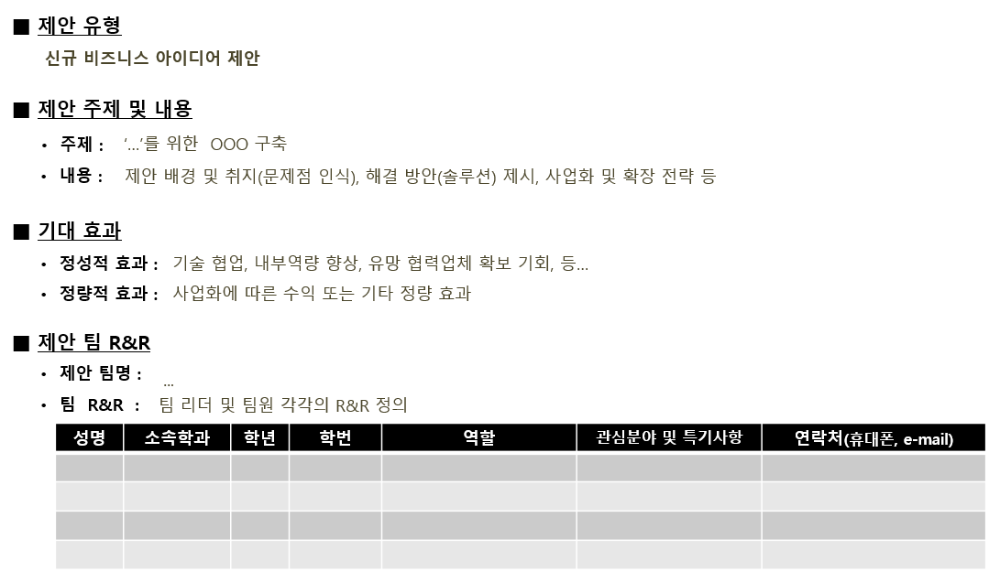 ■ 제안 유형
신규 비즈니스 아이디어 제안
■ 제안 주제 및 내용
• 주제 : ‘...’를 위한 OOO 구축
• 내용 : 제안 배경 및 취지(문제점 인식), 해결 방안(솔루션) 제시, 사업화 및 확장 전략 등
■ 기대 효과
• 정성적 효과 : 기술 협업, 내부역량 향상, 유망 협력업체 확보 기회, 등...
• 정량적 효과 : 사업화에 따른 수익 또는 기타 정량 효과
■ 제안 팀 R&R
• 제안 팀명 : ...
• 팀 R&R : 팀 리더 및 팀원 각각의 R&R 정의
성명 소속학과 학년 학번 역할 관심분야 및 특기사항 연락처(휴대폰, e-mail)